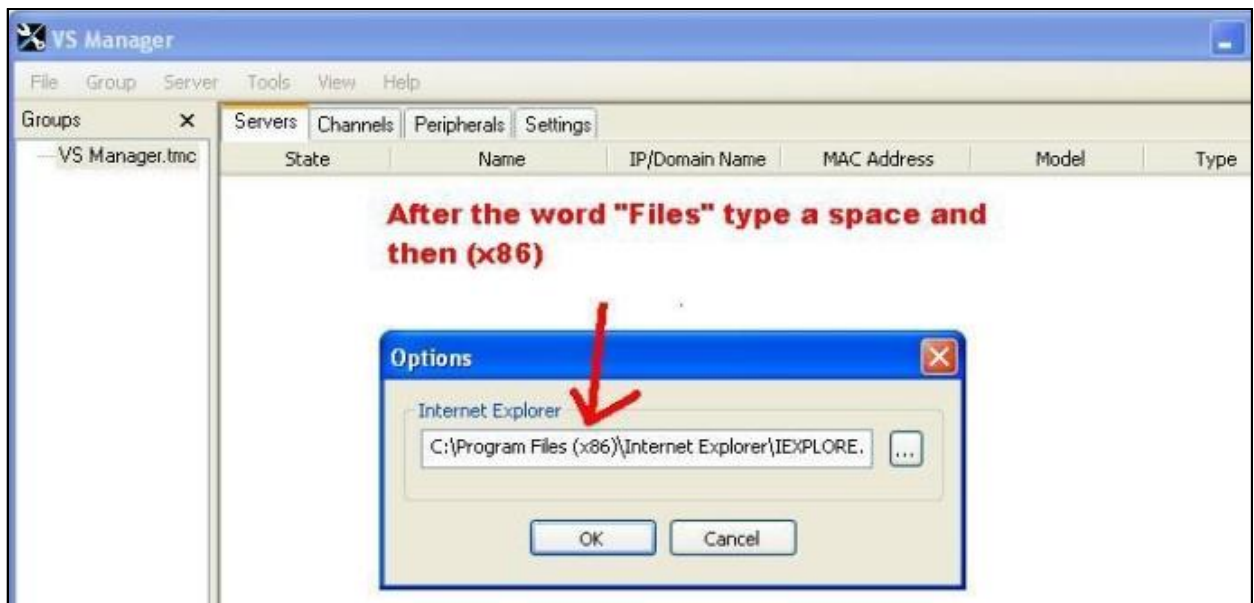 VS Manager
File Group Server Tools View Help
Groups
Servers Channels Peripherals Settings
VS Manager.tmc
State Name IP/Domain Name MAC Address Model Type
After the word "Files" type a space and
then (x86)
Options
Internet Explorer
C:\Program Files (x86)\Internet Explorer\IEXPLORE.
...
OK Cancel